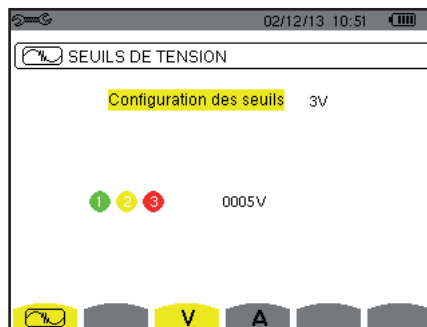 02/12/13 10:51
SEUILS DE TENSION
Configuration des seuils 3V
1 2 3 0005V
V A